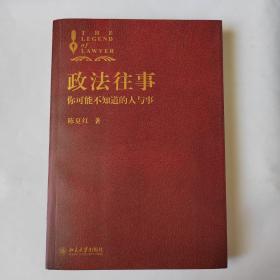 THE
LEGEND
of
LAWYER
政法往事
你可能不知道的人与事
陈夏红 著
北京大学出版社